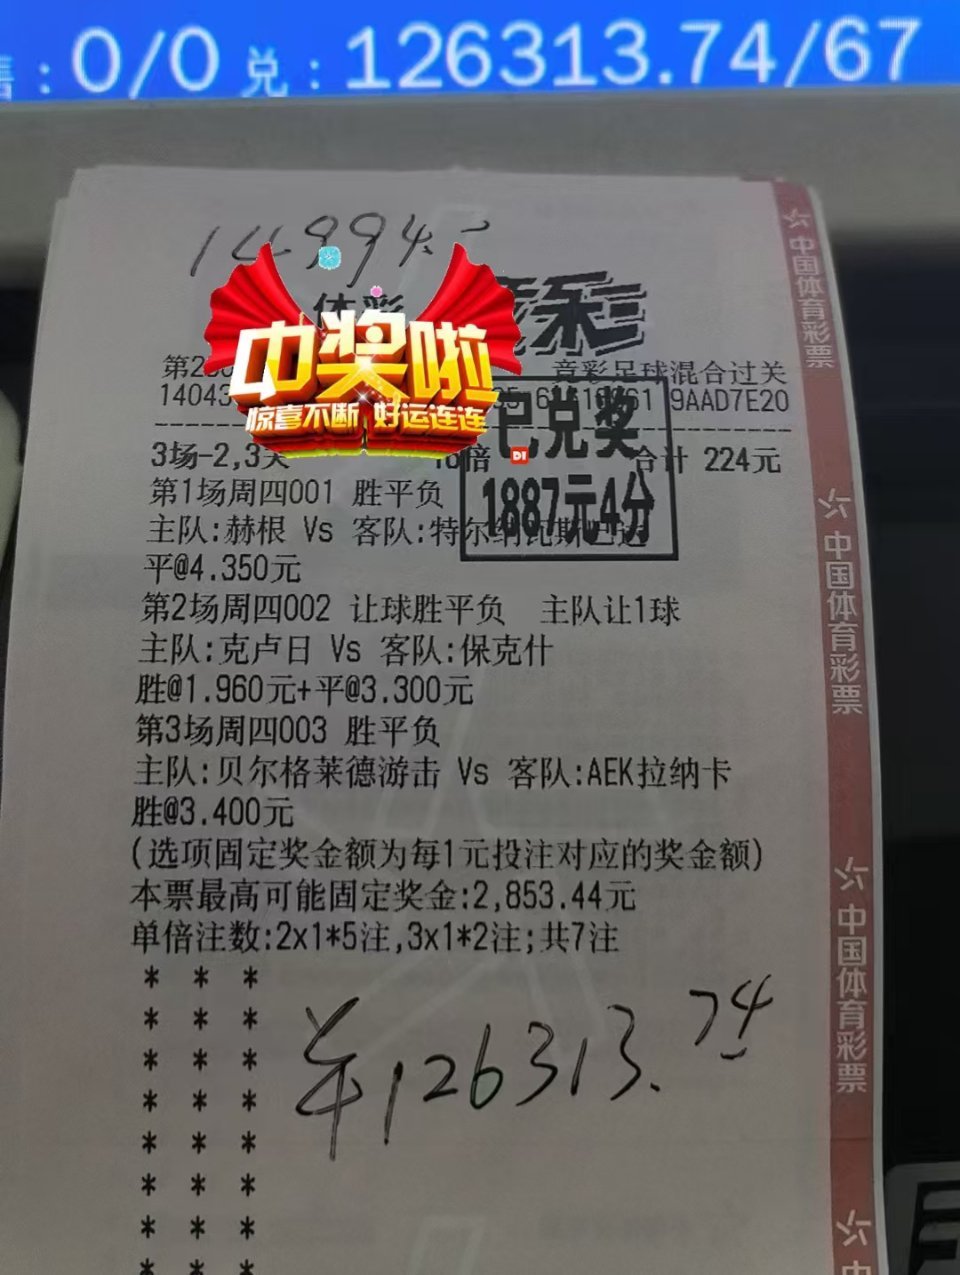 :0/0 兑:126313.74/67
体彩
中奖啦
惊喜不断 好运连连
竞彩足球混合过关
9AAD7E20
3场-2,3关 倍 合计 224元
已兑奖
1887元4分
第1场周四001 胜平负
主队:赫根 Vs 客队:特尔纳瓦斯巴达
平@4.350元
第2场周四002 让球胜平负 主队让1球
主队:克卢日 Vs 客队:保克什
胜@1.960元+平@3.300元
第3场周四003 胜平负
主队:贝尔格莱德游击 Vs 客队:AEK拉纳卡
胜@3.400元
(选项固定奖金额为每1元投注对应的奖金额)
本票最高可能固定奖金:2,853.44元
单倍注数:2x1*5注,3x1*2注;共7注
* * *
* * *
* * *
* * *
* * *
* * *
* * *
* * *
¥126313.74
中国体育彩票
中国体育彩票
中国体育彩票
中